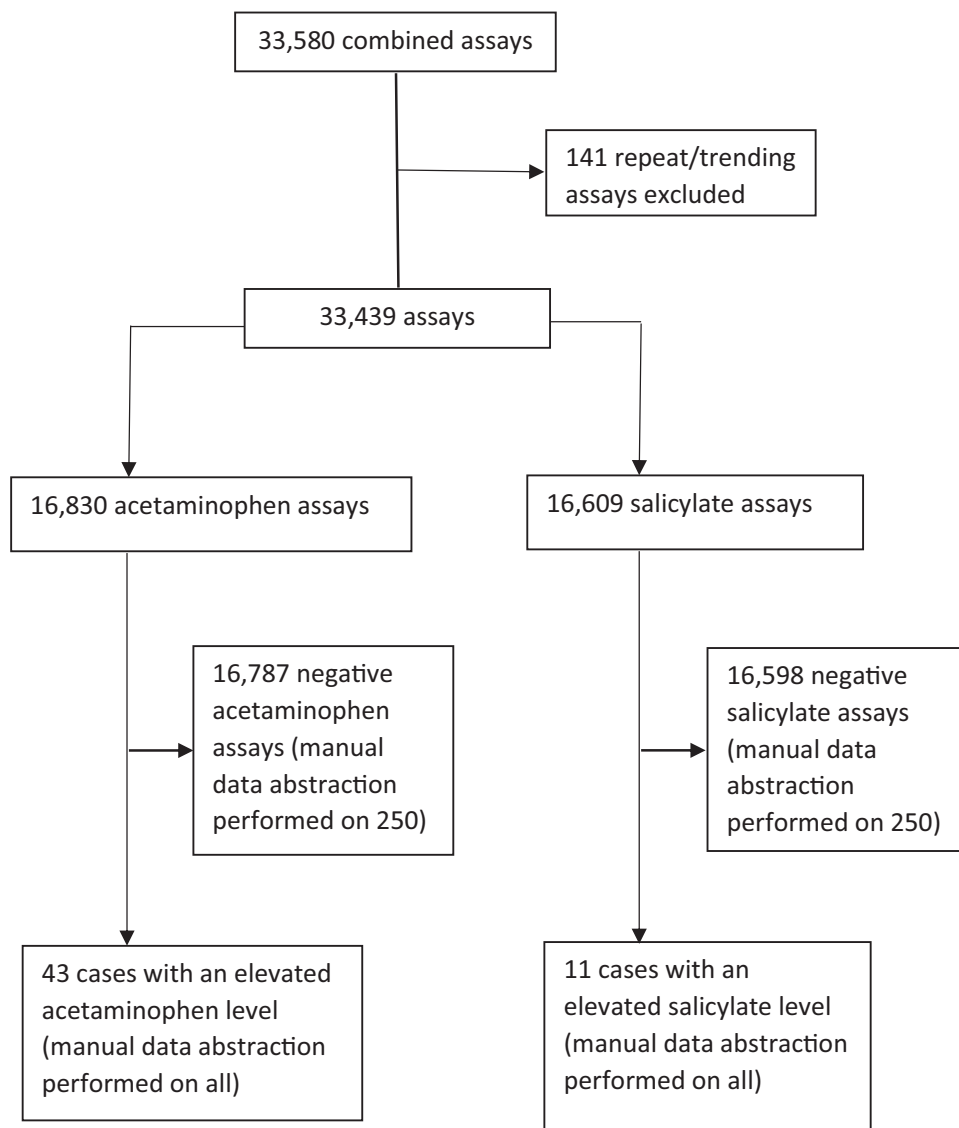 33,580 combined assays
141 repeat/trending
assays excluded
33,439 assays
16,830 acetaminophen assays
16,609 salicylate assays
16,787 negative
acetaminophen
assays (manual
data abstraction
performed on 250)
16,598 negative
salicylate assays
(manual data
abstraction
performed on 250)
43 cases with an elevated
acetaminophen level
(manual data abstraction
performed on all)
11 cases with an
elevated salicylate level
(manual data abstraction
performed on all)